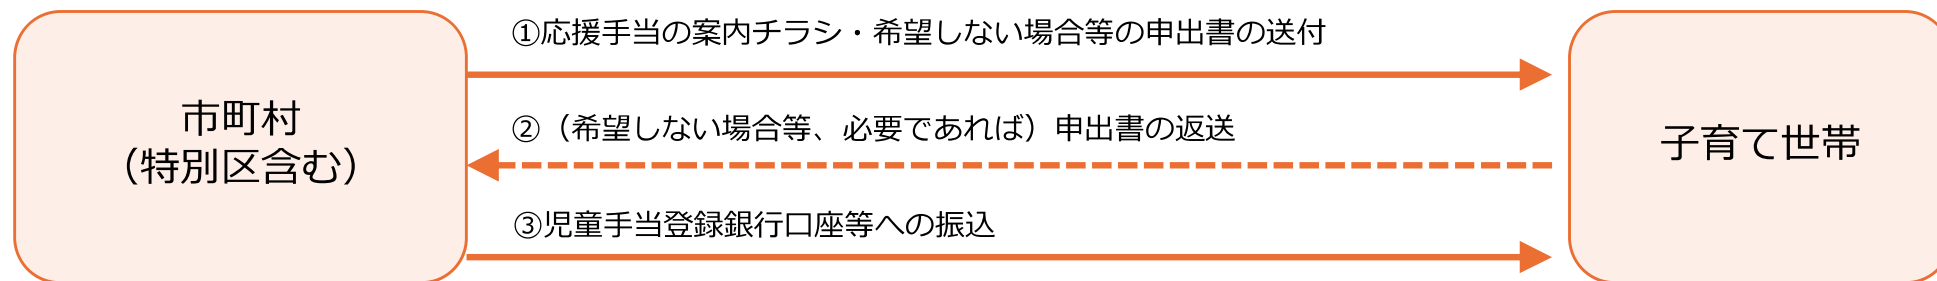 市町村
（特別区含む）
①応援手当の案内チラシ・希望しない場合等の申出書の送付
②（希望しない場合等、必要であれば）申出書の返送
③児童手当登録銀行口座等への振込
子育て世帯